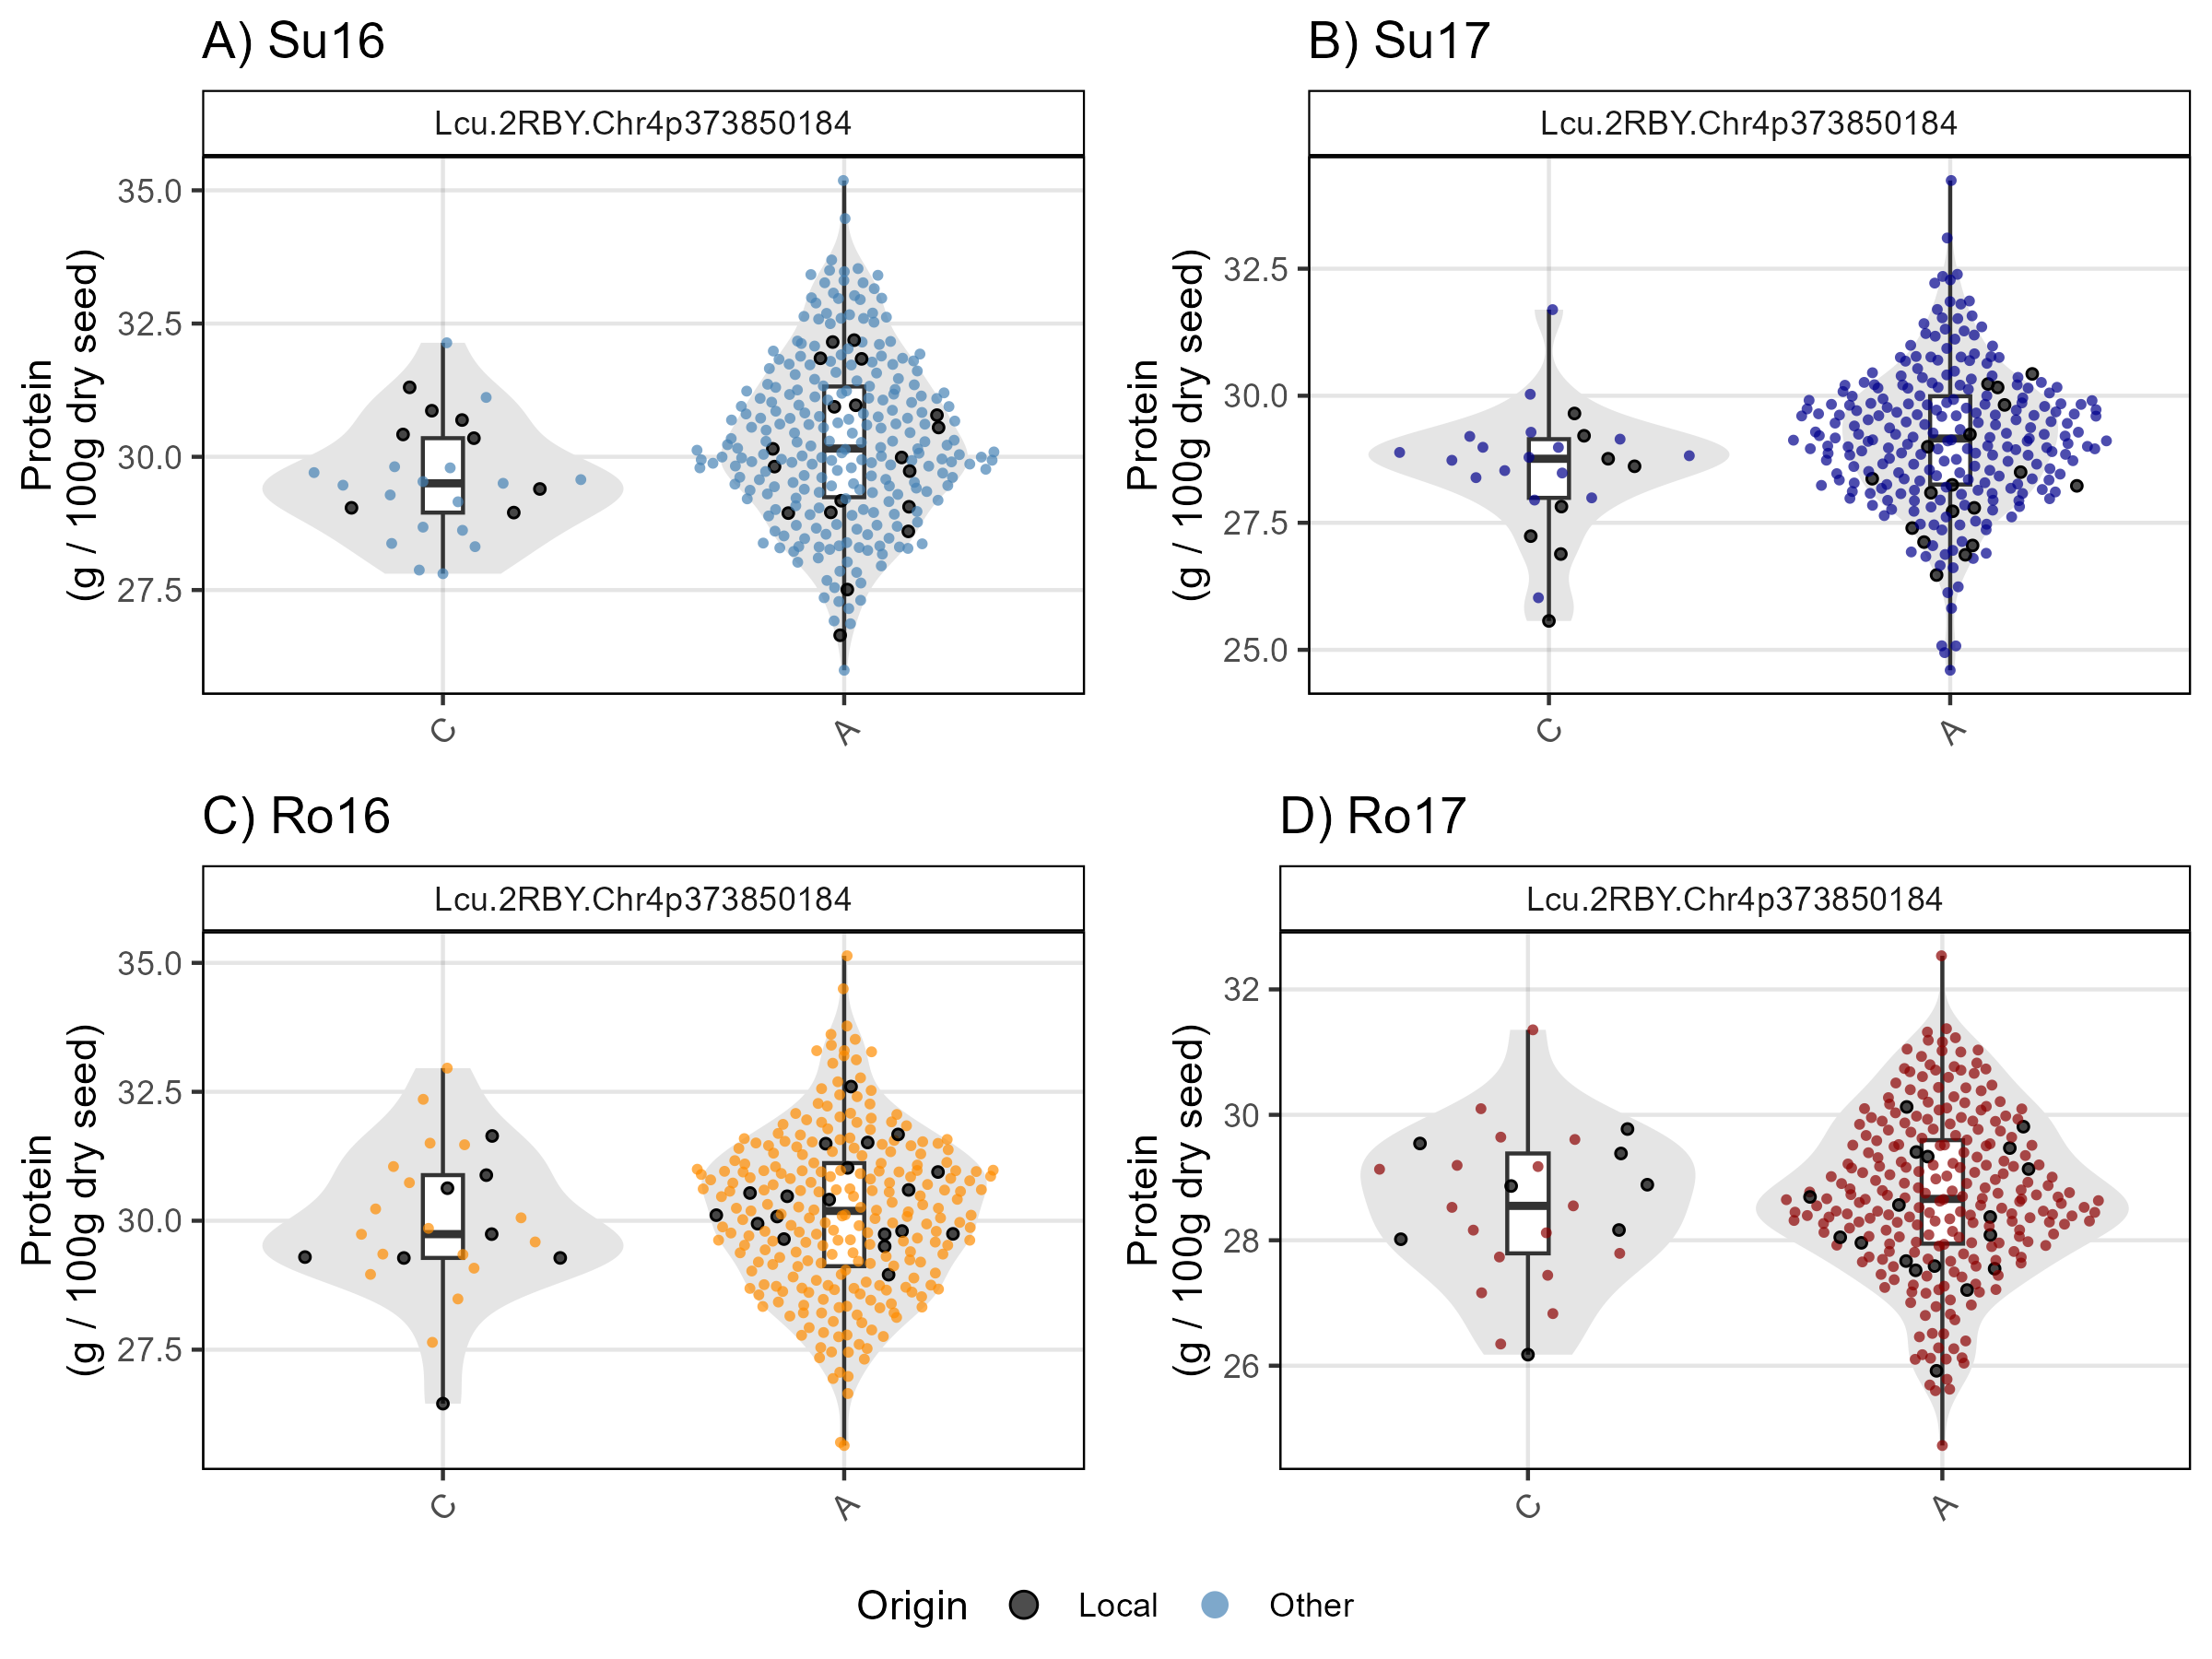 A) Su16
Lcu.2RBY.Chr4p373850184
Protein
(g / 100g dry seed)
35.0
32.5
30.0
27.5
C
A
B) Su17
Lcu.2RBY.Chr4p373850184
Protein
(g / 100g dry seed)
32.5
30.0
27.5
25.0
C
A
C) Ro16
Lcu.2RBY.Chr4p373850184
Protein
(g / 100g dry seed)
35.0
32.5
30.0
27.5
C
A
D) Ro17
Lcu.2RBY.Chr4p373850184
Protein
(g / 100g dry seed)
32
30
28
26
C
A
Origin Local Other